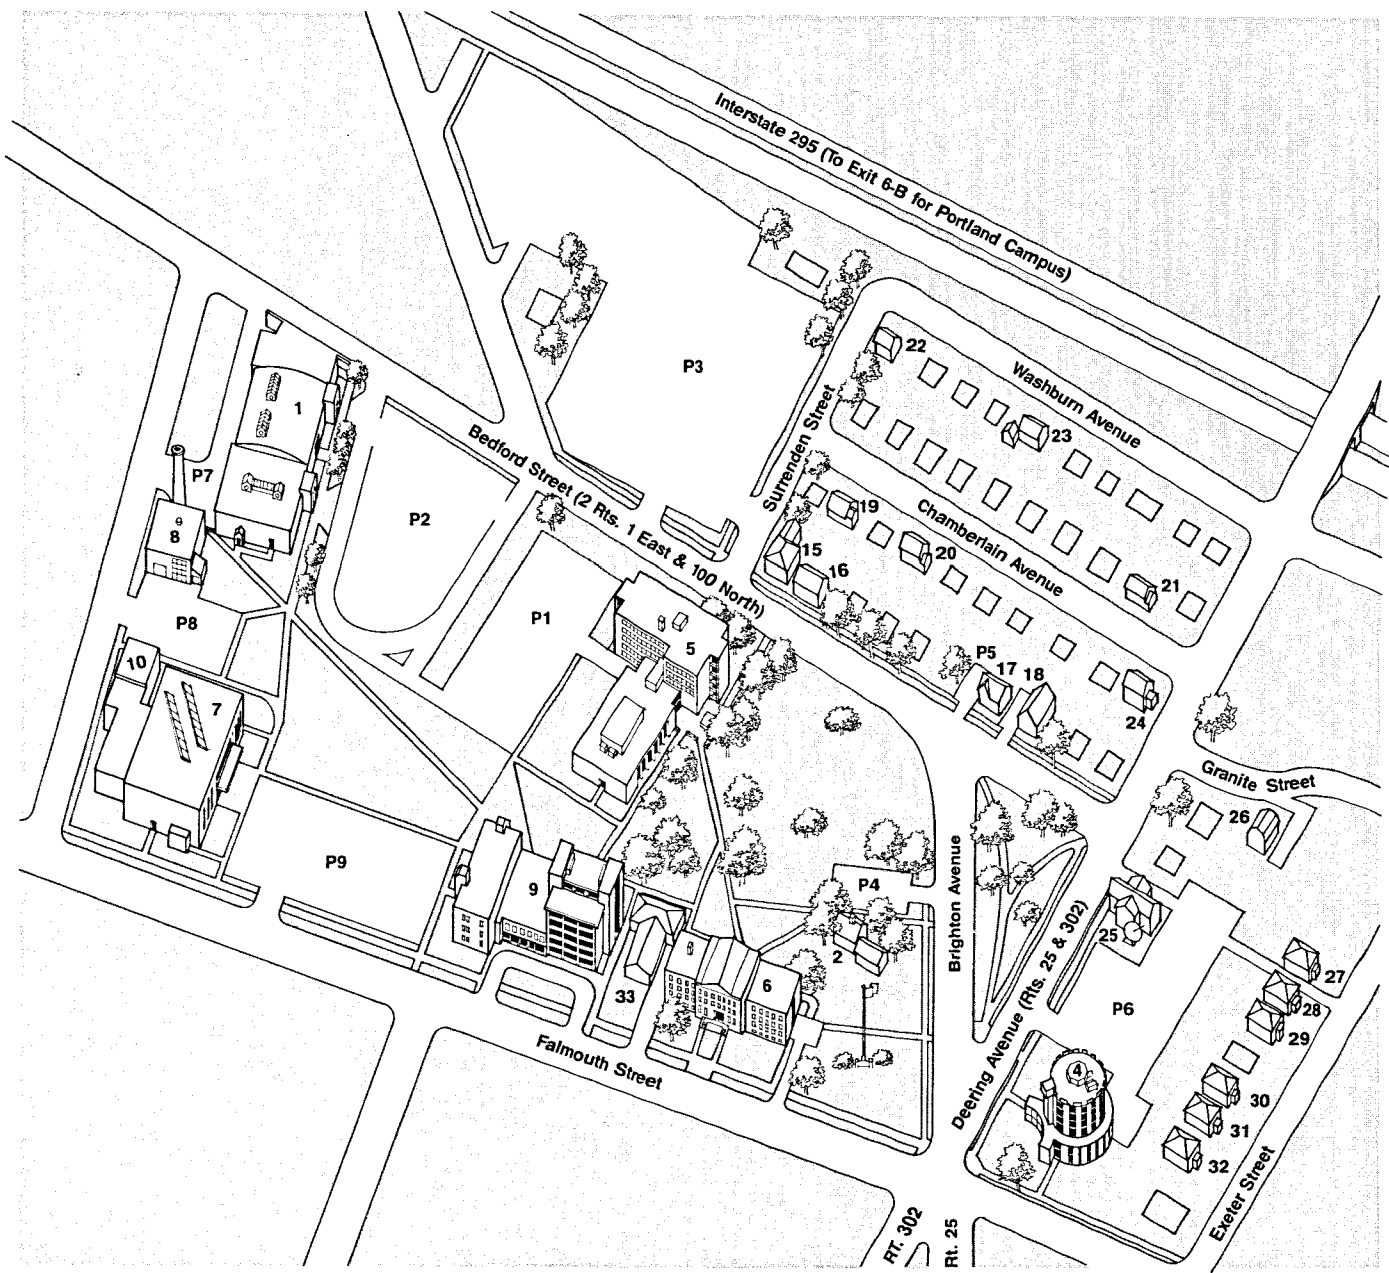 Interstate 295 (To Exit 6-B for Portland Campus)
22
P3
Washburn Avenue
1
23
Bedford Street (2 Rts. 1 East & 100 North)
Surrenden Street
P7
19
Chamberlain Avenue
P2
8
15
20
16
21
P1
P8
5
10
P5
17
18
7
24
Granite Street
26
P9
9
P4
Brighton Avenue
25
2
27
6
33
Deering Avenue (Rts. 25 & 302)
P6
28
29
Falmouth Street
4
30
31
32
Exeter Street
RT. 302
Rt. 25